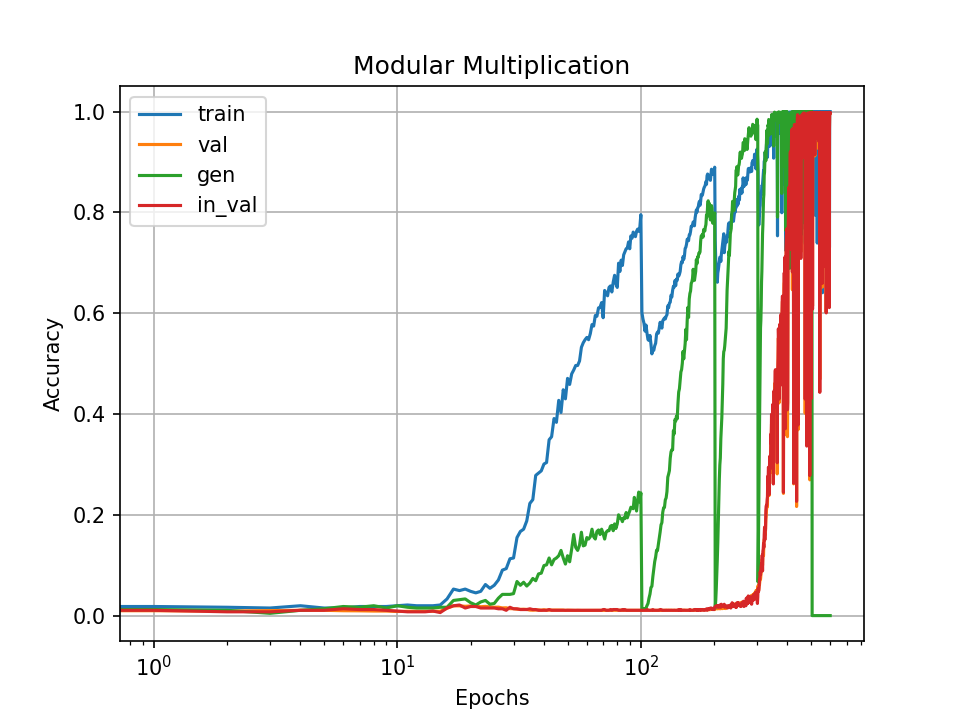 Modular Multiplication
train
val
gen
in_val
1.0
0.8
0.6
0.4
0.2
0.0
Accuracy
10⁰ 10¹ 10²
Epochs